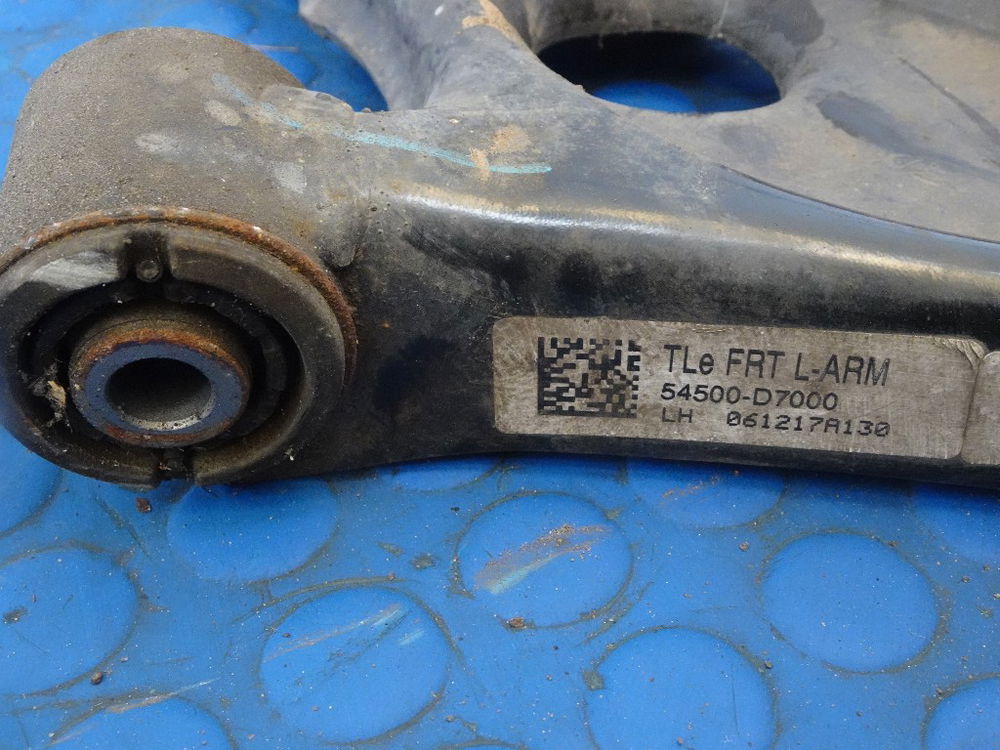 TLe FRT L-ARM
54500-D7000
LH 061217A130